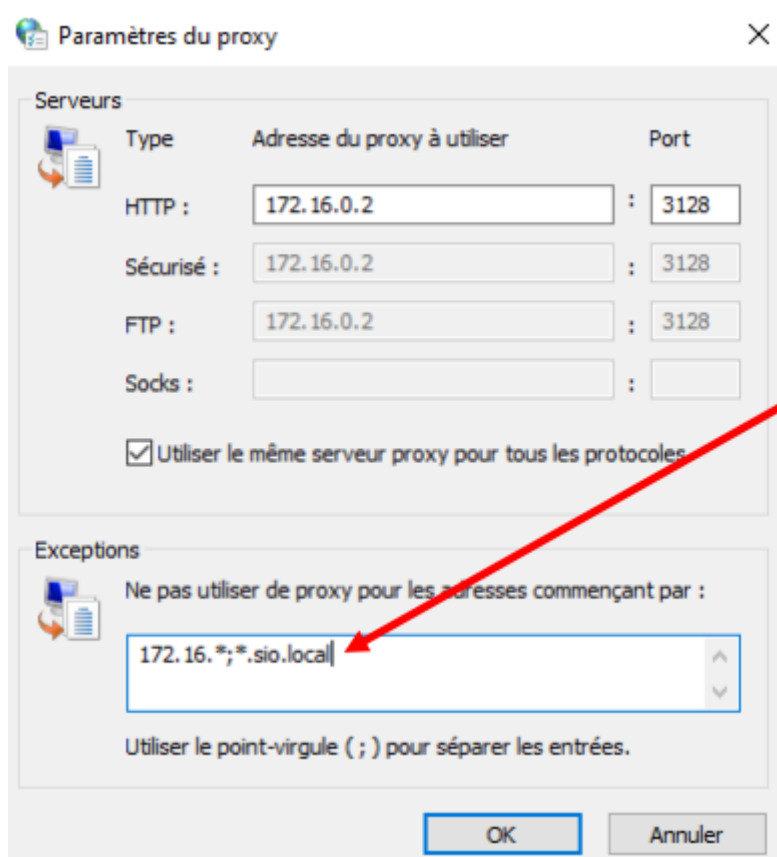 Paramètres du proxy
Serveurs
Type Adresse du proxy à utiliser Port
HTTP : 172.16.0.2 : 3128
Sécurisé : 172.16.0.2 : 3128
FTP : 172.16.0.2 : 3128
Socks : :
Utiliser le même serveur proxy pour tous les protocoles
Exceptions
Ne pas utiliser de proxy pour les adresses commençant par :
172.16.*;*.sio.local
Utiliser le point-virgule ( ; ) pour séparer les entrées.
OK Annuler